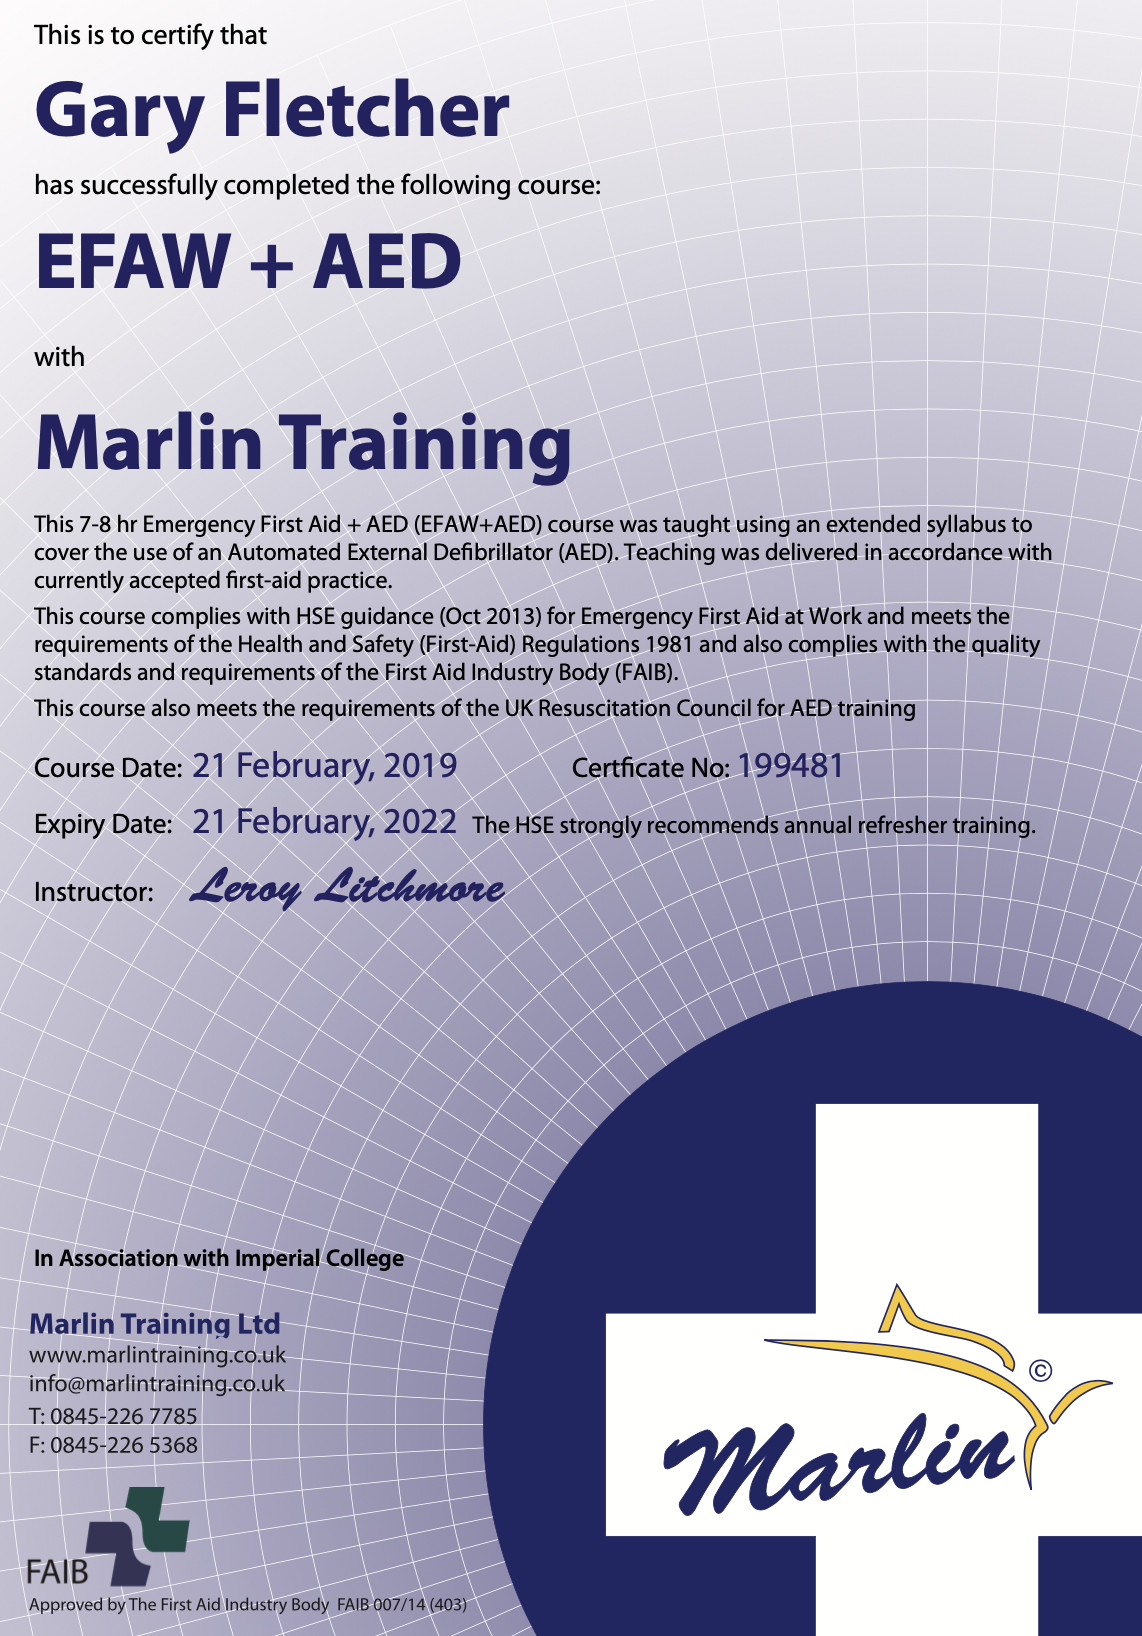 This is to certify that
Gary Fletcher
has successfully completed the following course:
EFAW + AED
with
Marlin Training
This 7-8 hr Emergency First Aid + AED (EFAW+AED) course was taught using an extended syllabus to
cover the use of an Automated External Defibrillator (AED). Teaching was delivered in accordance with
currently accepted first-aid practice.
This course complies with HSE guidance (Oct 2013) for Emergency First Aid at Work and meets the
requirements of the Health and Safety (First-Aid) Regulations 1981 and also complies with the quality
standards and requirements of the First Aid Industry Body (FAIB).
This course also meets the requirements of the UK Resuscitation Council for AED training
Course Date: 21 February, 2019 Certficate No: 199481
Expiry Date: 21 February, 2022 The HSE strongly recommends annual refresher training.
Instructor: Leroy Litchmore
In Association with Imperial College
Marlin Training Ltd
www.marlintraining.co.uk
info@marlintraining.co.uk
T: 0845-226 7785
F: 0845-226 5368
©
Marlin
FAIB
Approved by The First Aid Industry Body FAIB 007/14 (403)